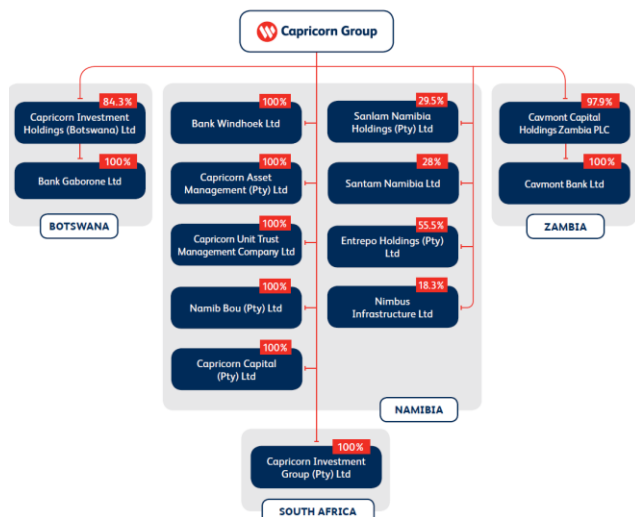 Capricorn Group
84.3%
Capricorn Investment
Holdings (Botswana) Ltd
100%
Bank Gaborone Ltd
BOTSWANA
100%
Bank Windhoek Ltd
100%
Capricorn Asset
Management (Pty) Ltd
100%
Capricorn Unit Trust
Management Company Ltd
100%
Namib Bou (Pty) Ltd
100%
Capricorn Capital
(Pty) Ltd
29.5%
Sanlam Namibia
Holdings (Pty) Ltd
28%
Santam Namibia Ltd
55.5%
Entrepo Holdings (Pty)
Ltd
18.3%
Nimbus
Infrastructure Ltd
NAMIBIA
97.9%
Cavmont Capital
Holdings Zambia PLC
100%
Cavmont Bank Ltd
ZAMBIA
100%
Capricorn Investment
Group (Pty) Ltd
SOUTH AFRICA